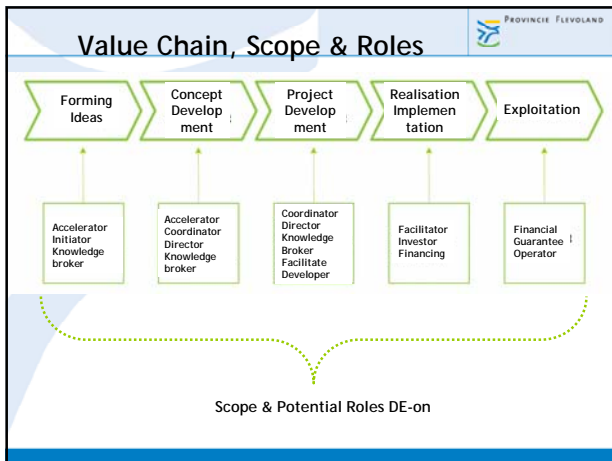 Value Chain, Scope & Roles
PROVINCIE FLEVOLAND
Forming
Ideas
Concept
Develop
ment
Project
Develop
ment
Realisation
Implemen
tation
Exploitation
Accelerator
Initiator
Knowledge
broker
Accelerator
Coordinator
Director
Knowledge
broker
Coordinator
Director
Knowledge
Broker
Facilitate
Developer
Facilitator
Investor
Financing
Financial
Guarantee
Operator
Scope & Potential Roles DE-on